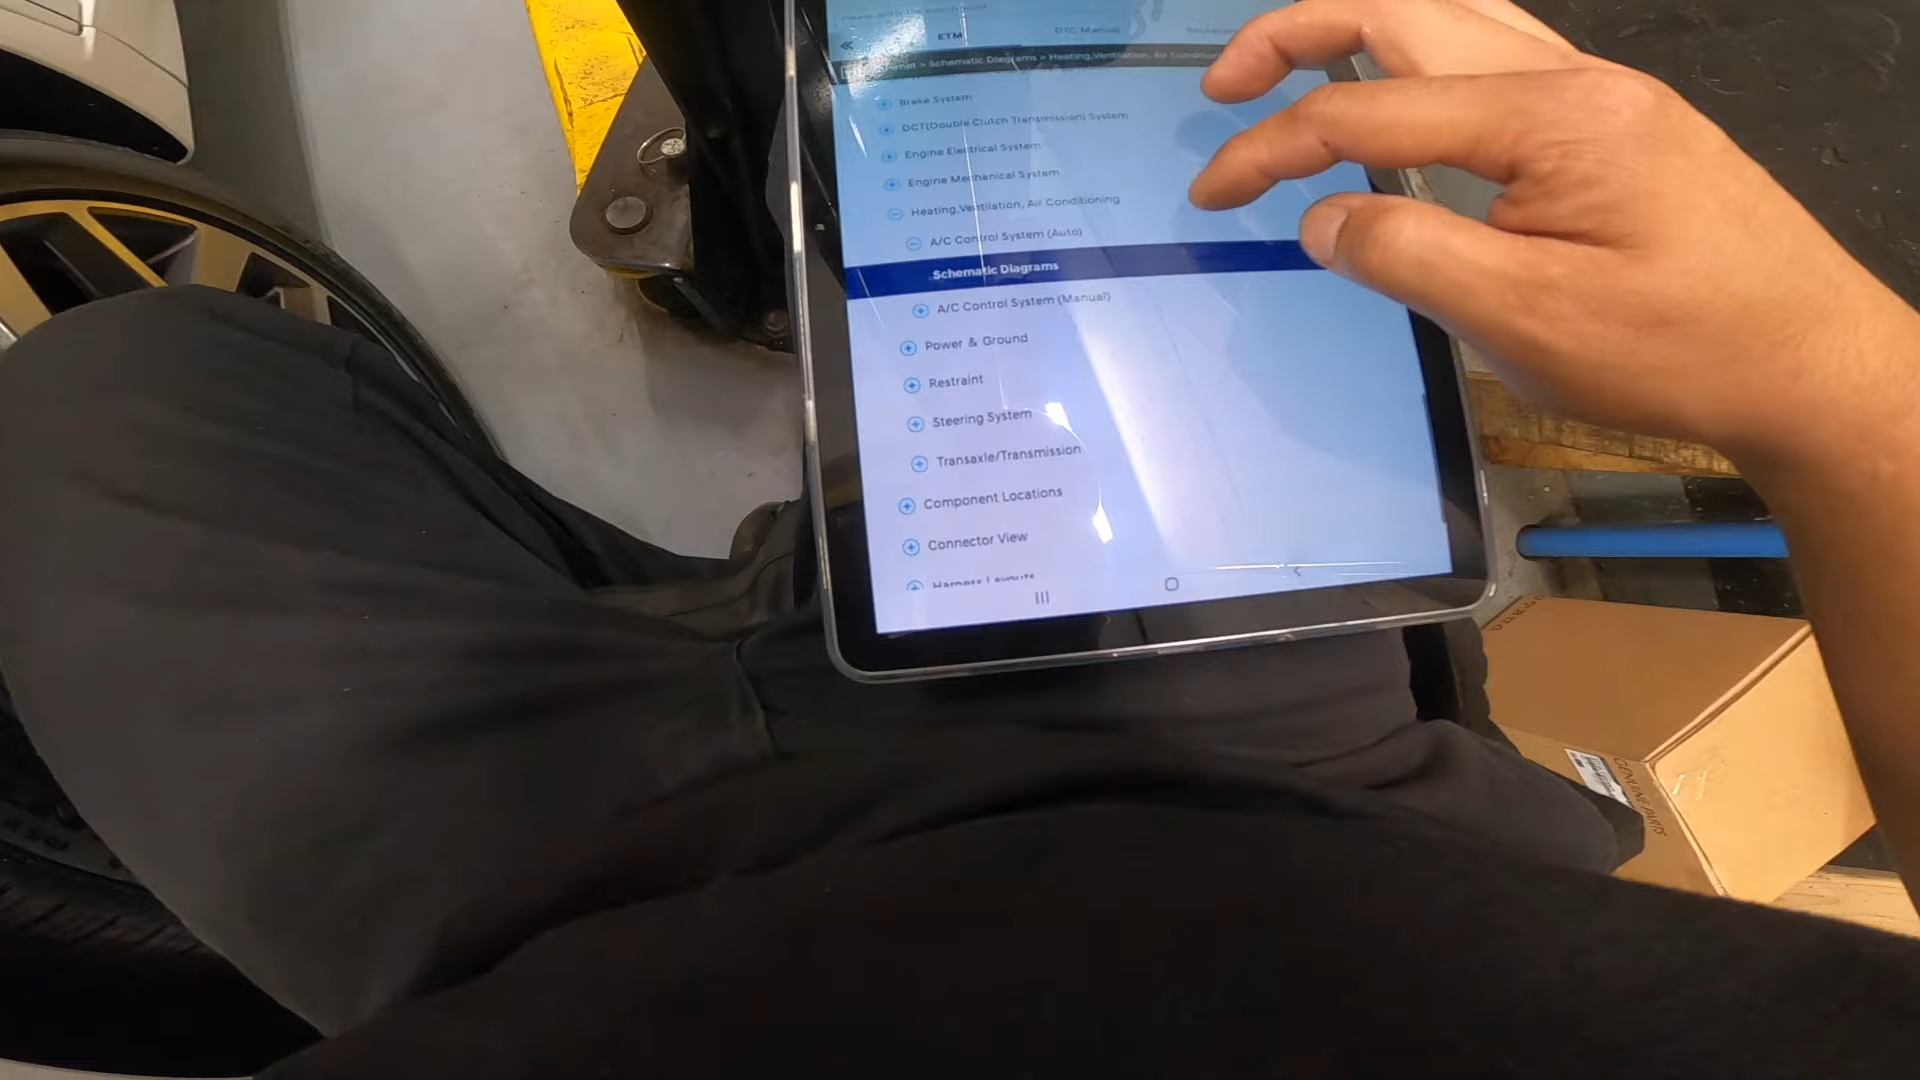 ETM
DTC Manual
> Schematic Diagrams > Heating,Ventilation, Air
Brake System
DCT(Double Clutch Transmission) System
Engine Electrical System
Engine Mechanical System
Heating,Ventilation, Air Conditioning
A/C Control System (Auto)
Schematic Diagrams
A/C Control System (Manual)
Power & Ground
Restraint
Steering System
Transaxle/Transmission
Component Locations
Connector View
GENUINE PARTS